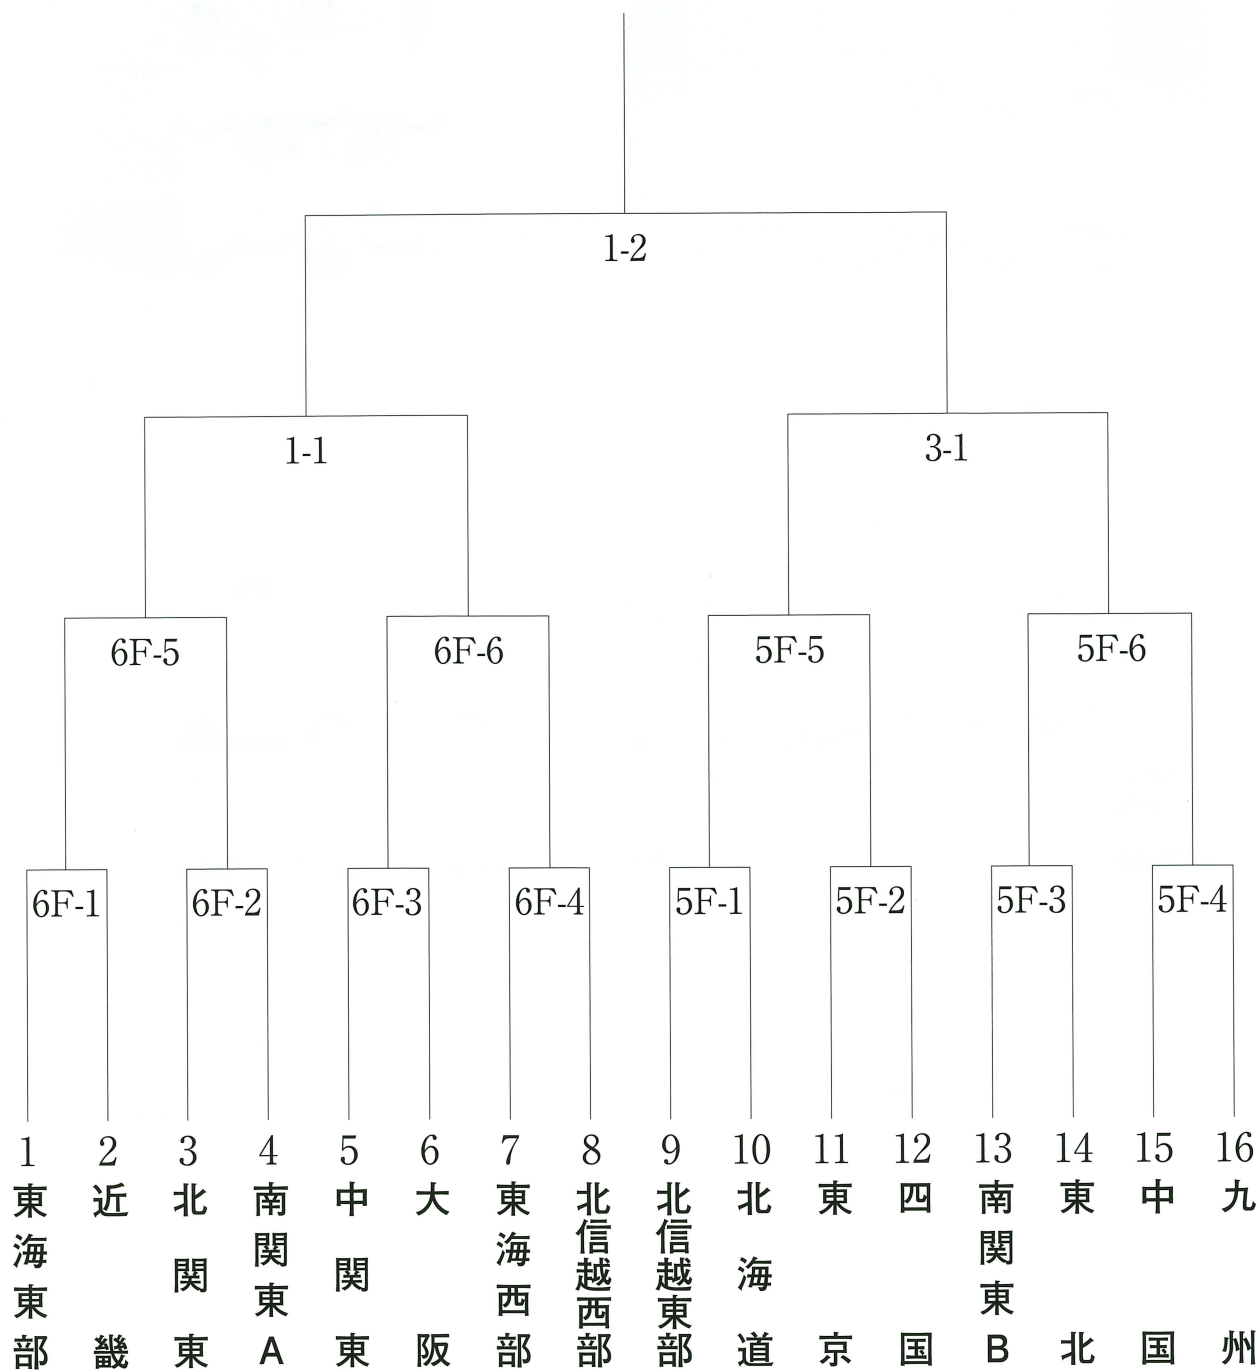 1-2
1-1
3-1
6F-5
6F-6
5F-5
5F-6
6F-1
6F-2
6F-3
6F-4
5F-1
5F-2
5F-3
5F-4
1
東海東部
2
近畿
3
北関東
4
南関東A
5
中関東
6
大阪
7
東海西部
8
北信越西部
9
北信越東部
10
北海道
11
東京
12
四国
13
南関東B
14
東北
15
中国
16
九州